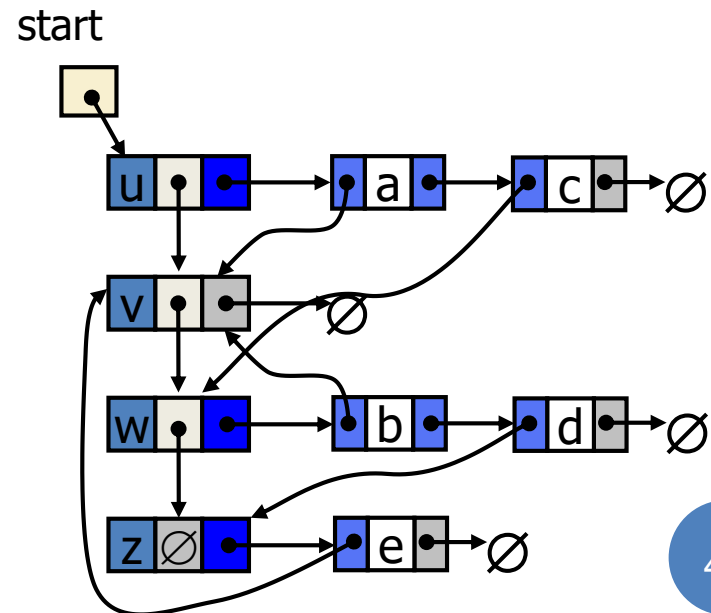 start
u a c ∅
v ∅
w b d ∅
z ∅ e ∅